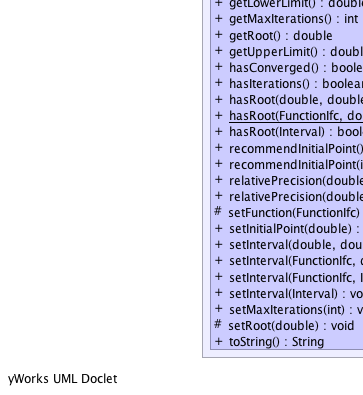 + getLowerLimit() : double
+ getMaxIterations() : int
+ getRoot() : double
+ getUpperLimit() : doubl
+ hasConverged() : boole
+ hasIterations() : boolean
+ hasRoot(double, double
+ hasRoot(FunctionIfc, do
+ hasRoot(Interval) : bool
+ recommendInitialPoint()
+ recommendInitialPoint(i
+ relativePrecision(double
+ relativePrecision(double
# setFunction(FunctionIfc)
+ setInitialPoint(double) :
+ setInterval(double, dou
+ setInterval(FunctionIfc, d
+ setInterval(FunctionIfc, I
+ setInterval(Interval) : vo
+ setMaxIterations(int) : v
# setRoot(double) : void
+ toString() : String
yWorks UML Doclet